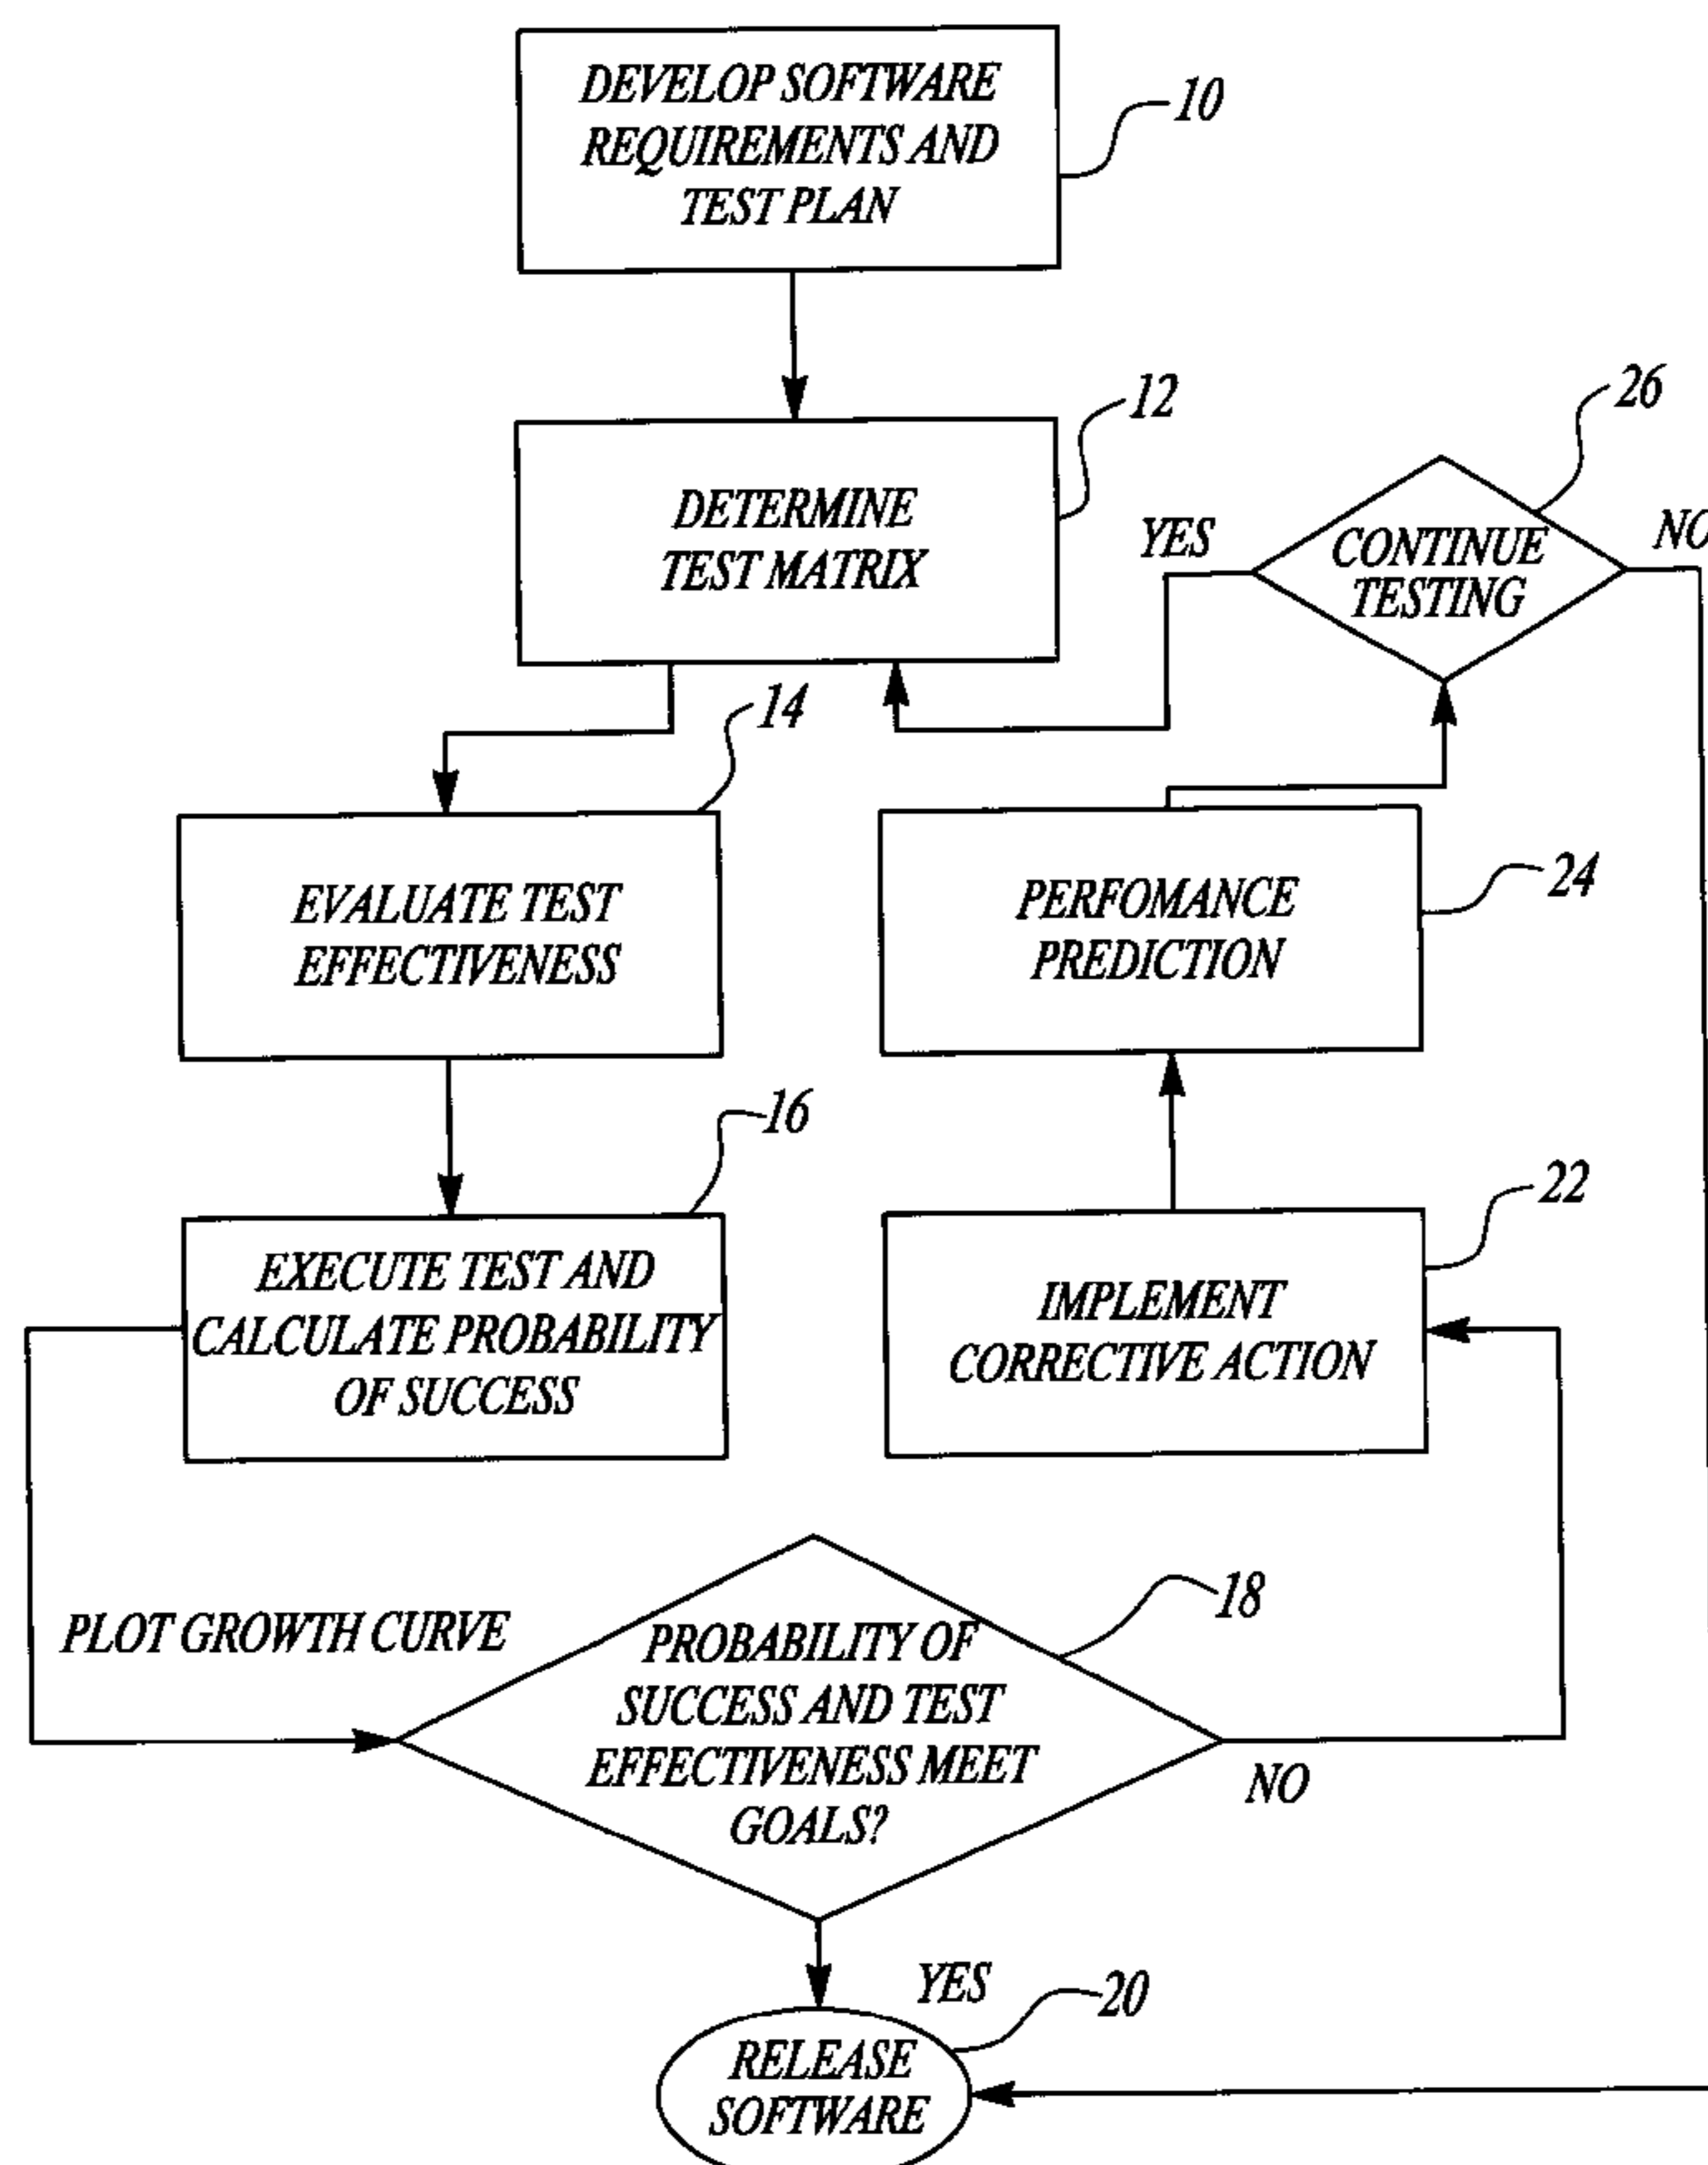 DEVELOP SOFTWARE
REQUIREMENTS AND
TEST PLAN
10
12
DETERMINE
TEST MATRIX
26
YES
CONTINUE
TESTING
NO
14
EVALUATE TEST
EFFECTIVENESS
PERFOMANCE
PREDICTION
24
16
EXECUTE TEST AND
CALCULATE PROBABILITY
OF SUCCESS
22
IMPLEMENT
CORRECTIVE ACTION
PLOT GROWTH CURVE
18
PROBABILITY OF
SUCCESS AND TEST
EFFECTIVENESS MEET
GOALS?
NO
YES
20
RELEASE
SOFTWARE